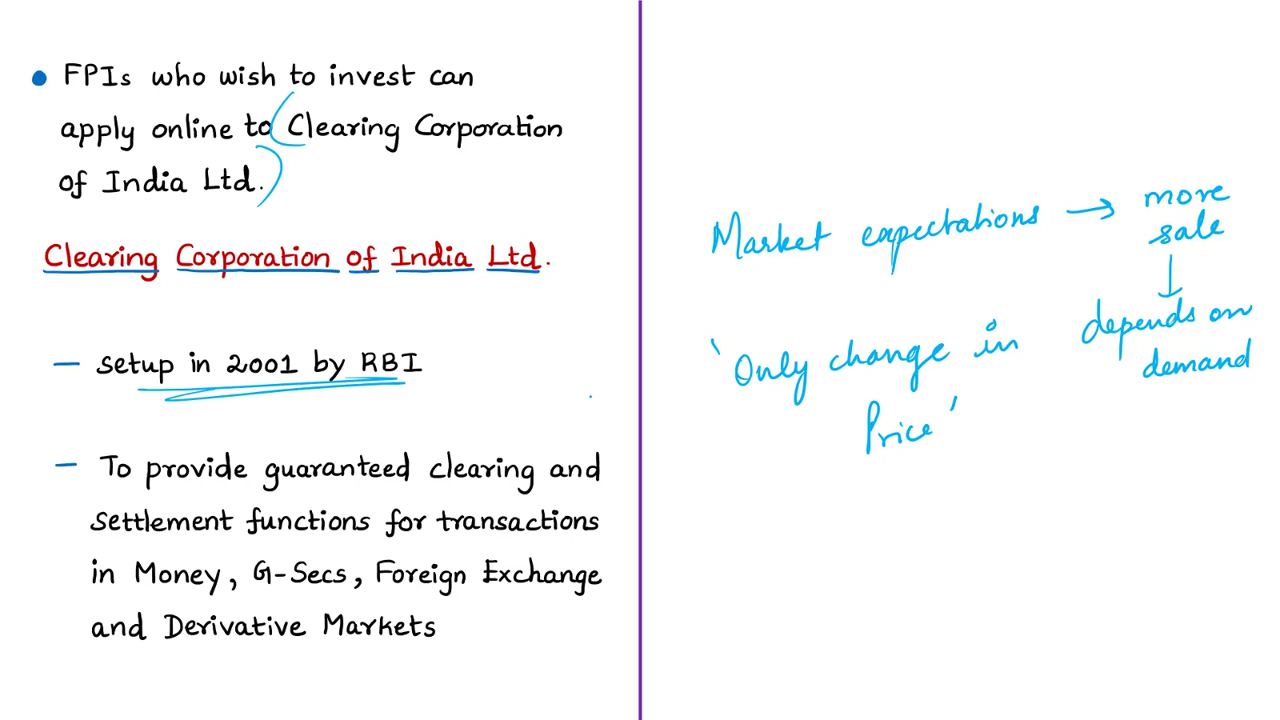 • FPIs who wish to invest can
apply online to Clearing Corporation
of India Ltd.
Clearing Corporation of India Ltd.
— setup in 2001 by RBI
— To provide guaranteed clearing and
settlement functions for transactions
in Money, G-Secs, Foreign Exchange
and Derivative Markets
Market expectations → more
sale
↓
depends on
demand
'Only change in
Price'